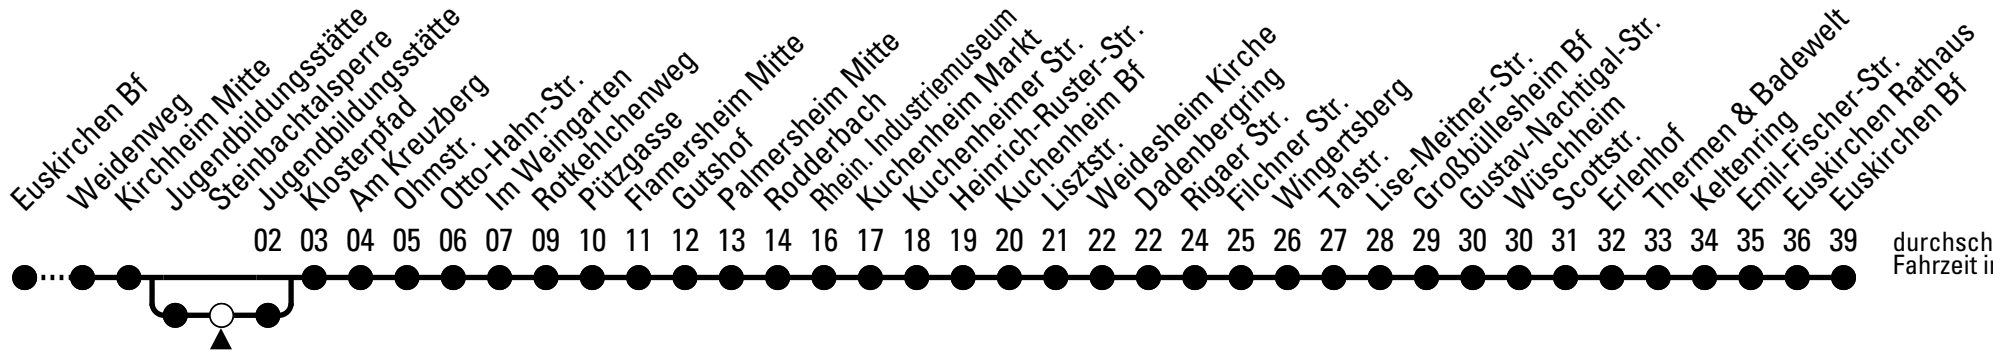 Euskirchen Bf
Weidenweg
Kirchheim Mitte
Jugendbildungsstätte
Steinbachtalsperre
Jugendbildungsstätte
Klosterpfad
Am Kreuzberg
Ohmstr.
Otto-Hahn-Str.
Im Weingarten
Rotkehlchenweg
Pützgasse
Flamersheim Mitte
Gutshof
Palmersheim Mitte
Rodderbach
Rhein. Industriemuseum
Kuchenheim Markt
Kuchenheimer Str.
Heinrich-Ruster-Str.
Kuchenheim Bf
Lisztstr.
Weidesheim Kirche
Dadenbergring
Rigaer Str.
Filchner Str.
Wingertsberg
Talstr.
Lise-Meitner-Str.
Großbüllesheim Bf
Gustav-Nachtigal-Str.
Wüschheim
Scottstr.
Erlenhof
Thermen & Badewelt
Keltenring
Emil-Fischer-Str.
Euskirchen Rathaus
Euskirchen Bf
02 03 04 05 06 07 09 10 11 12 13 14 16 17 18 19 20 21 22 22 24 25 26 27 28 29 30 30 31 32 33 34 35 36 39
durchsch
Fahrzeit i